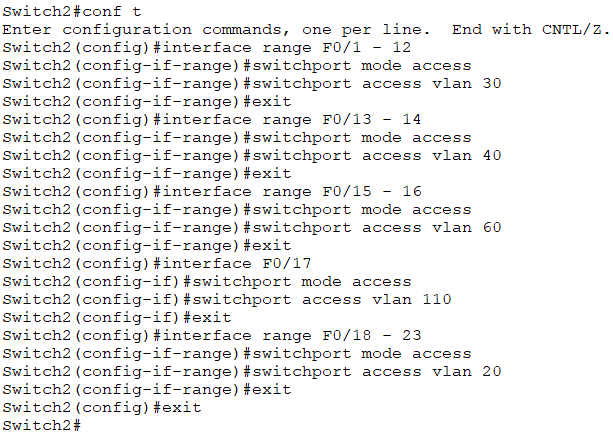 Switch2#conf t
Enter configuration commands, one per line.  End with CNTL/Z.
Switch2(config)#interface range F0/1 - 12
Switch2(config-if-range)#switchport mode access
Switch2(config-if-range)#switchport access vlan 30
Switch2(config-if-range)#exit
Switch2(config)#interface range F0/13 - 14
Switch2(config-if-range)#switchport mode access
Switch2(config-if-range)#switchport access vlan 40
Switch2(config-if-range)#exit
Switch2(config)#interface range F0/15 - 16
Switch2(config-if-range)#switchport mode access
Switch2(config-if-range)#switchport access vlan 60
Switch2(config-if-range)#exit
Switch2(config)#interface F0/17
Switch2(config-if)#switchport mode access
Switch2(config-if)#switchport access vlan 110
Switch2(config-if)#exit
Switch2(config)#interface range F0/18 - 23
Switch2(config-if-range)#switchport mode access
Switch2(config-if-range)#switchport access vlan 20
Switch2(config-if-range)#exit
Switch2(config)#exit
Switch2#